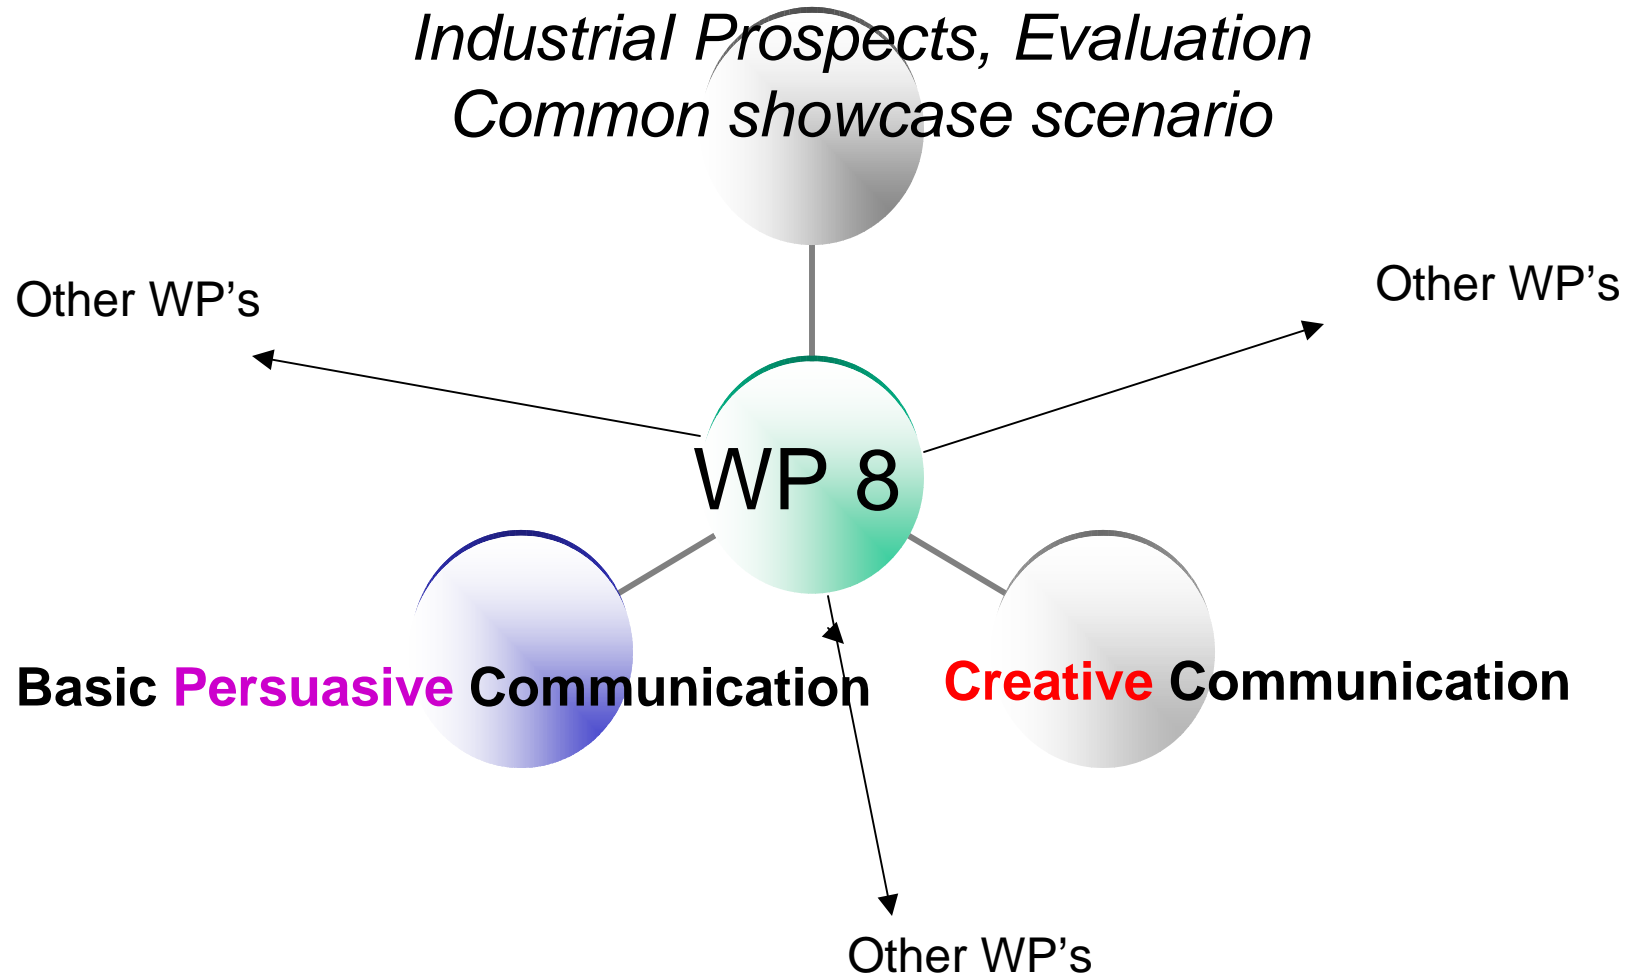 Industrial Prospects, Evaluation
Common showcase scenario
Other WP’s
Other WP’s
WP 8
Basic Persuasive Communication
Creative Communication
Other WP’s